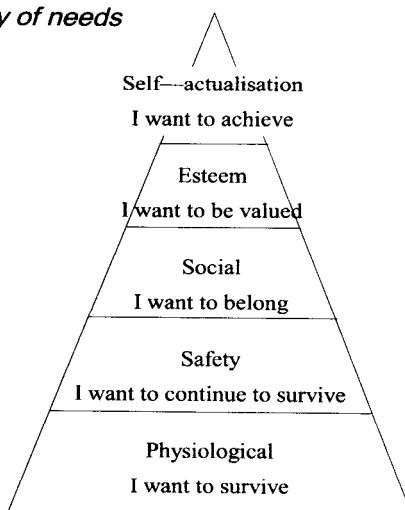 y of needs
Self—actualisation
I want to achieve
Esteem
I want to be valued
Social
I want to belong
Safety
I want to continue to survive
Physiological
I want to survive